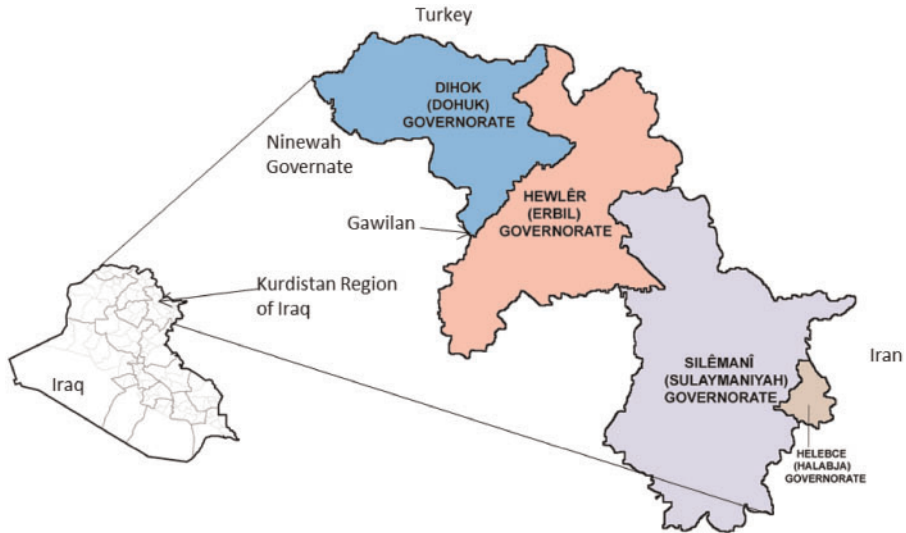 Turkey
DIHOK
(DOHUK)
GOVERNORATE
Ninewah
Governate
HEWLÊR
(ERBIL)
GOVERNORATE
Gawilan
Kurdistan Region
of Iraq
Iraq
Iran
SILÊMANÎ
(SULAYMANIYAH)
GOVERNORATE
HELEBCE
(HALABJA)
GOVERNORATE